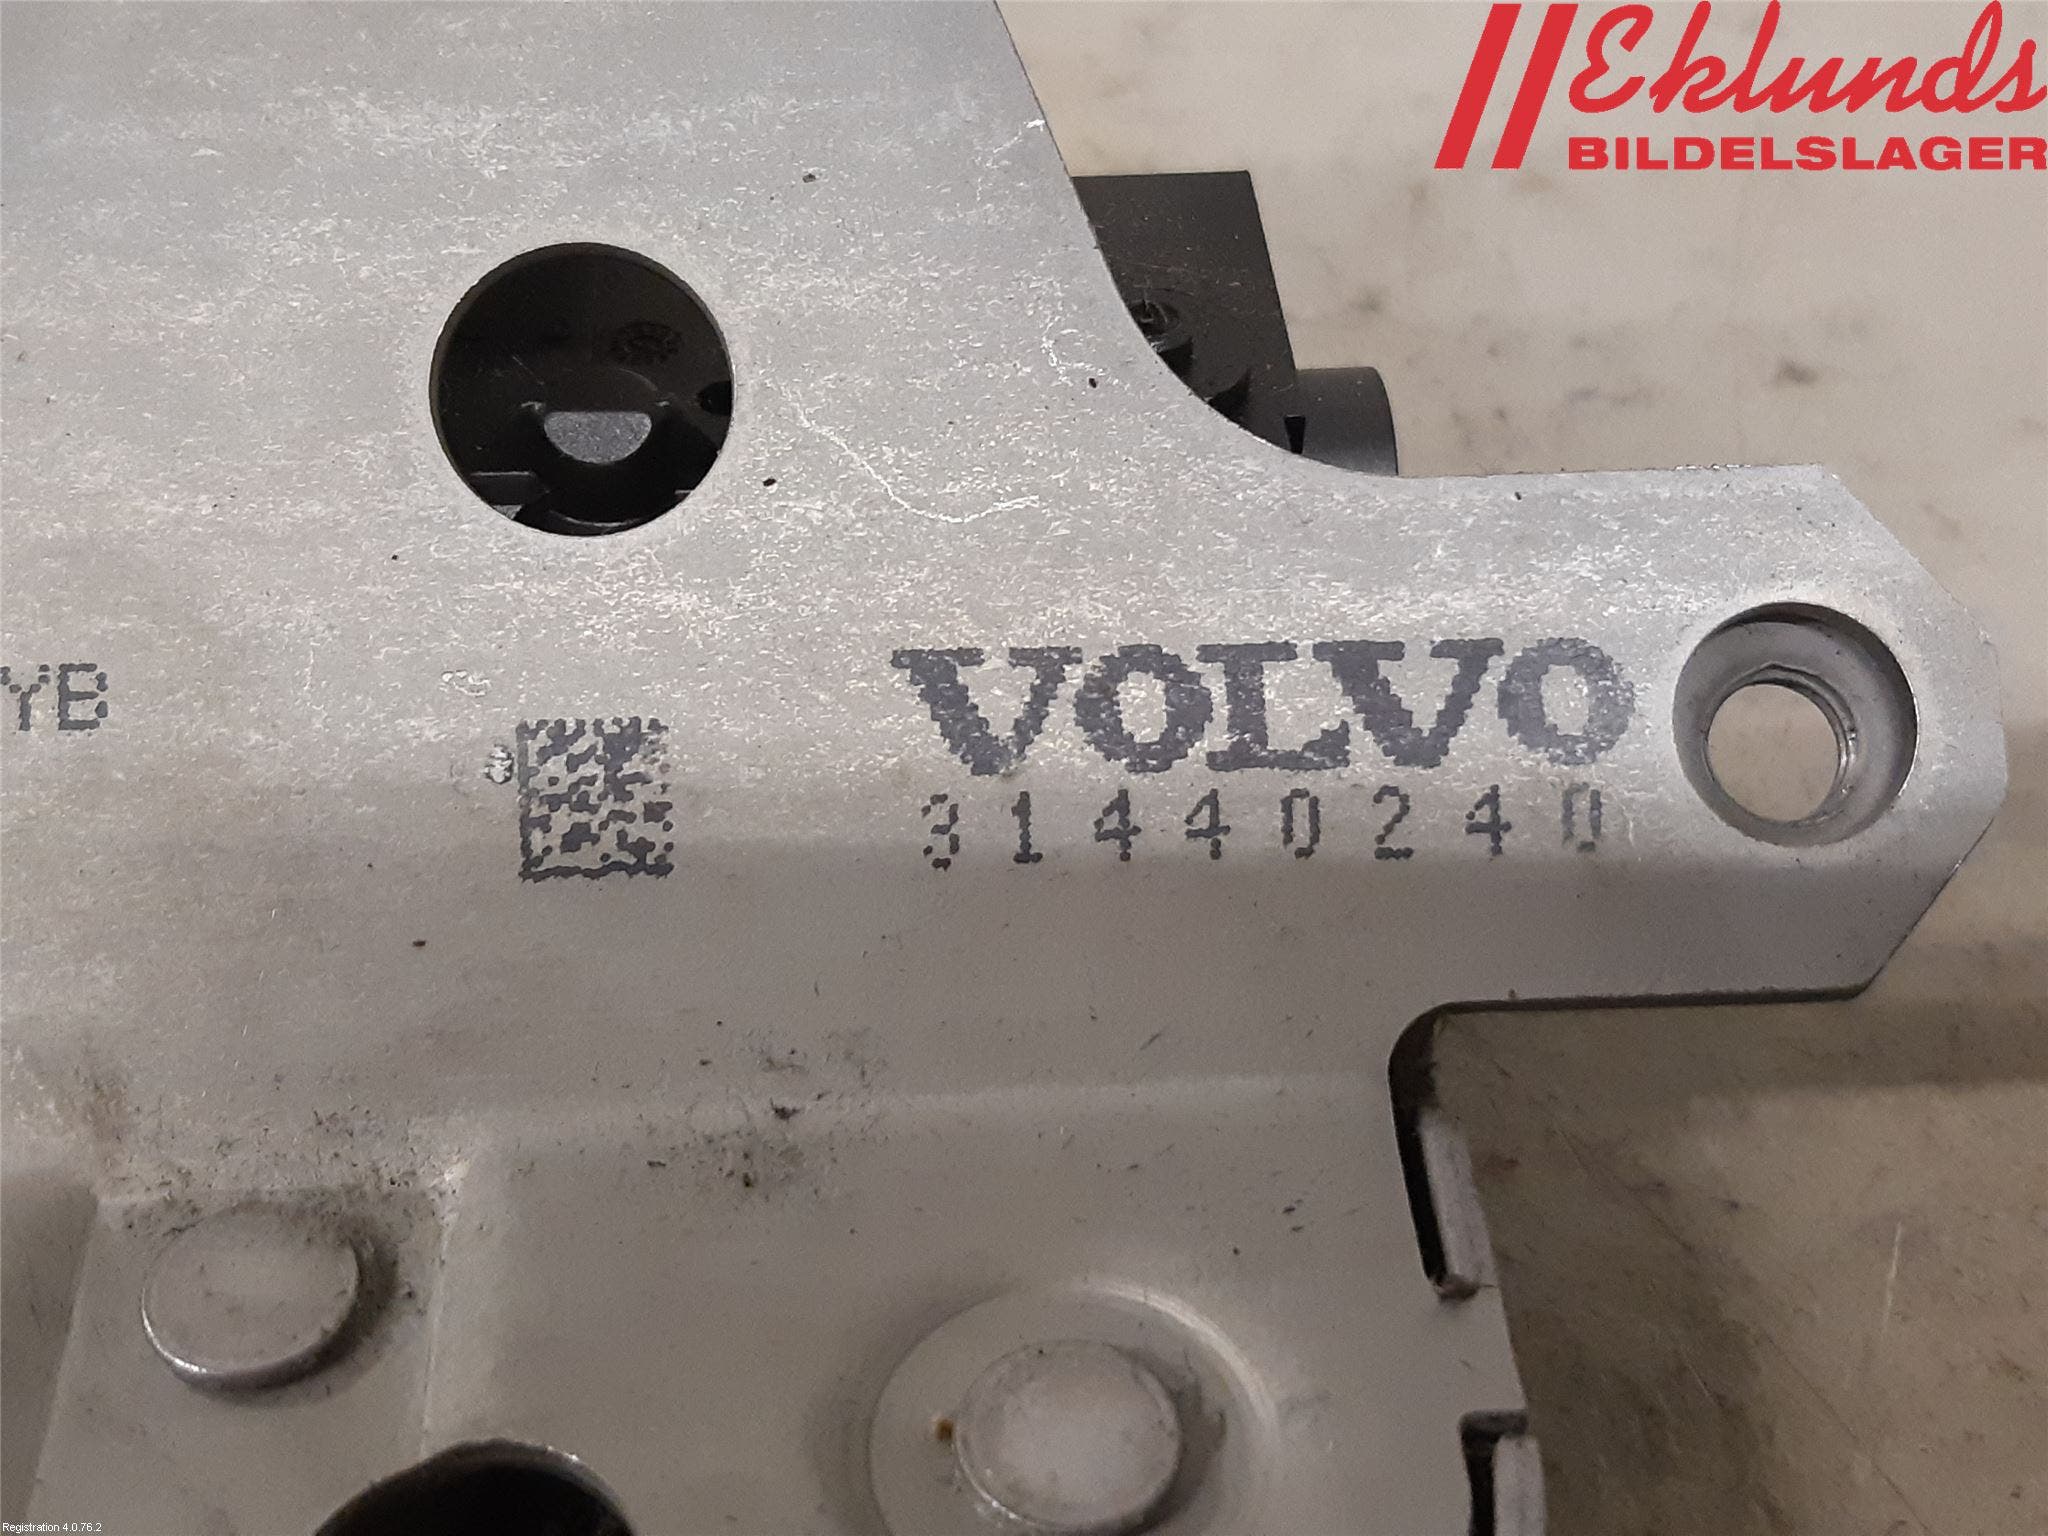 Eklunds
BILDELSLAGER
YB
VOLVO
31440240
Registration 4.0.76.2